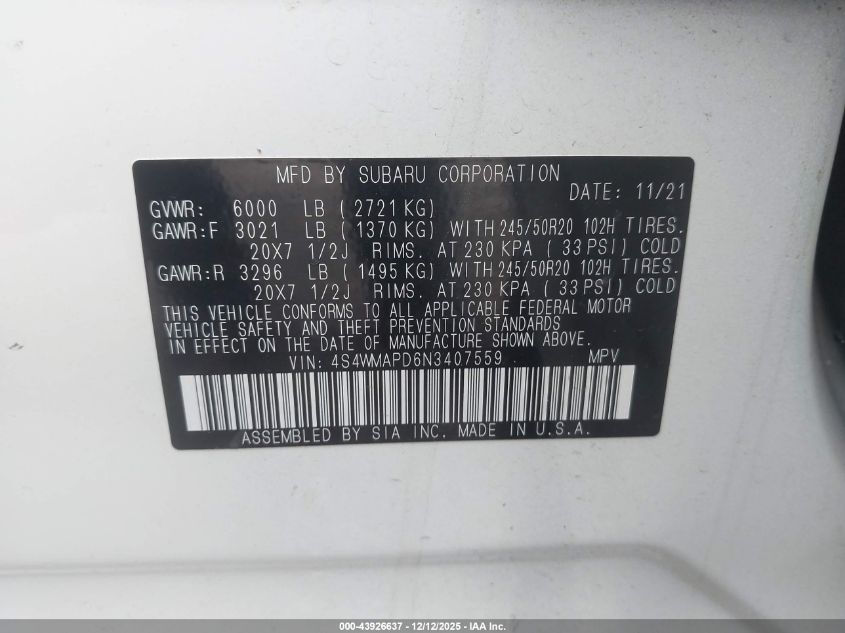 MFD BY SUBARU CORPORATION
DATE: 11/21
GVWR: 6000 LB ( 2721 KG)
GAWR:F 3021 LB ( 1370 KG) WITH 245/50R20 102H TIRES.
20X7 1/2J RIMS. AT 230 KPA ( 33 PSI) COLD
GAWR:R 3296 LB ( 1495 KG) WITH 245/50R20 102H TIRES.
20X7 1/2J RIMS. AT 230 KPA ( 33 PSI) COLD
THIS VEHICLE CONFORMS TO ALL APPLICABLE FEDERAL MOTOR
VEHICLE SAFETY AND THEFT PREVENTION STANDARDS
IN EFFECT ON THE DATE OF MANUFACTURE SHOWN ABOVE.
VIN: 4S4WMAPD6N3407559 MPV
ASSEMBLED BY SIA INC. MADE IN U.S.A.
000-43926637 - 12/12/2025 - IAA Inc.